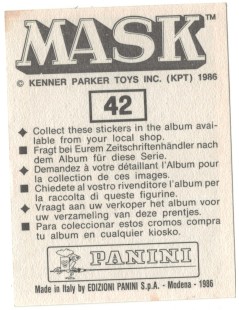 MASK™
© KENNER PARKER TOYS INC. (KPT) 1986
42
◆ Collect these stickers in the album avai-
lable from your local shop.
■ Fragt bei Eurem Zeitschriftenhändler nach
dem Album für diese Serie.
◆ Demandez à votre détaillant l'Album pour
la collection de ces images.
■ Chiedete al vostro rivenditore l'album per
la raccolta di queste figurine.
◆ Vraagt aan uw verkoper het album voor
uw verzameling van deze prentjes.
■ Para coleccionar estos cromos compra
tu album en cualquier kiosko.
PANINI
Made in Italy by EDIZIONI PANINI S.p.A. - Modena - 1986